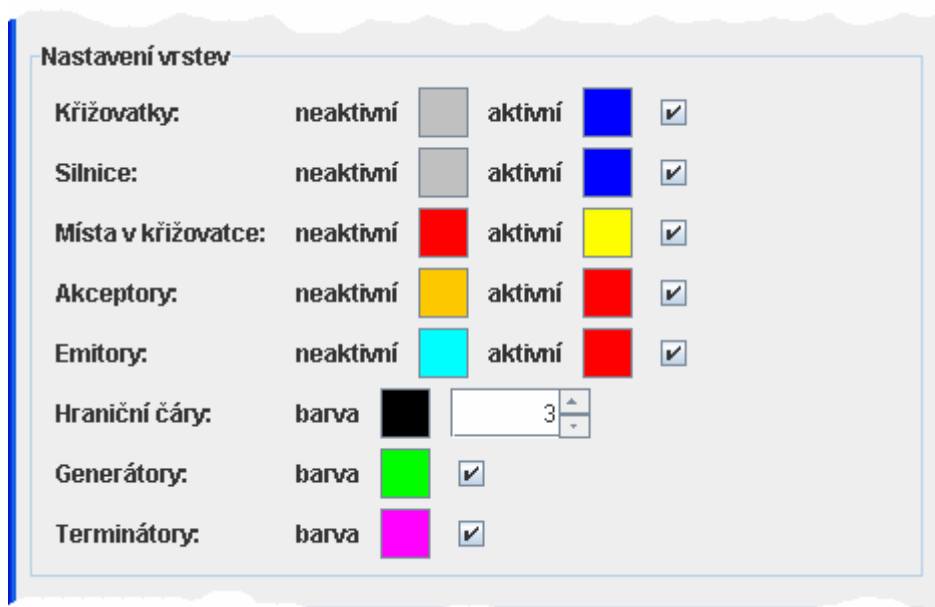 Nastavení vrstev
Křižovatky: neaktivní aktivní
Silnice: neaktivní aktivní
Místa v křižovatce: neaktivní aktivní
Akceptory: neaktivní aktivní
Emitory: neaktivní aktivní
Hraniční čáry: barva 3
Generátory: barva
Terminátory: barva